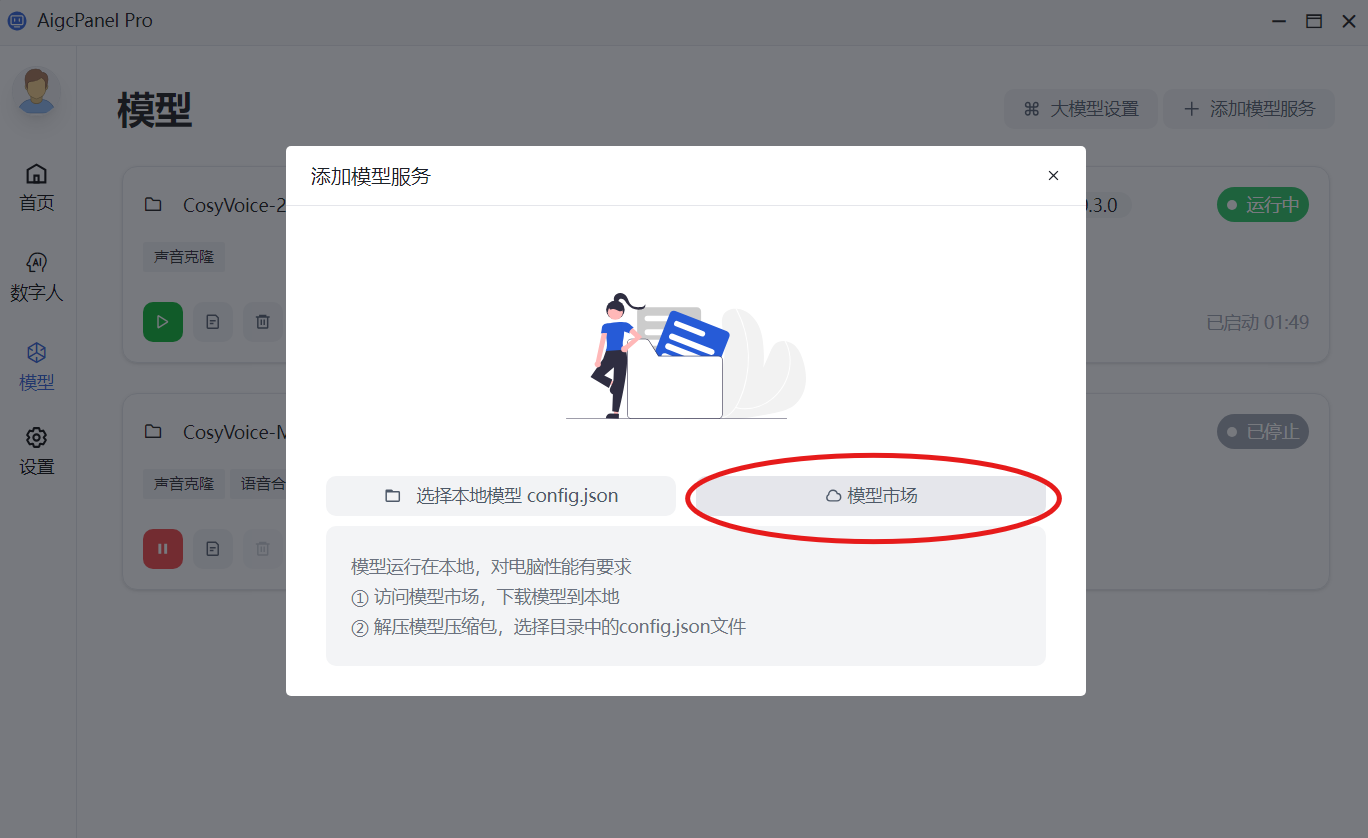 AigcPanel Pro
模型
大模型设置
添加模型服务
首页
数字人
模型
设置
CosyVoice-2
.3.0
运行中
声音克隆
已启动 01:49
CosyVoice-M
已停止
声音克隆
语音合
添加模型服务
选择本地模型 config.json
模型市场
模型运行在本地，对电脑性能有要求
① 访问模型市场，下载模型到本地
② 解压模型压缩包，选择目录中的config.json文件